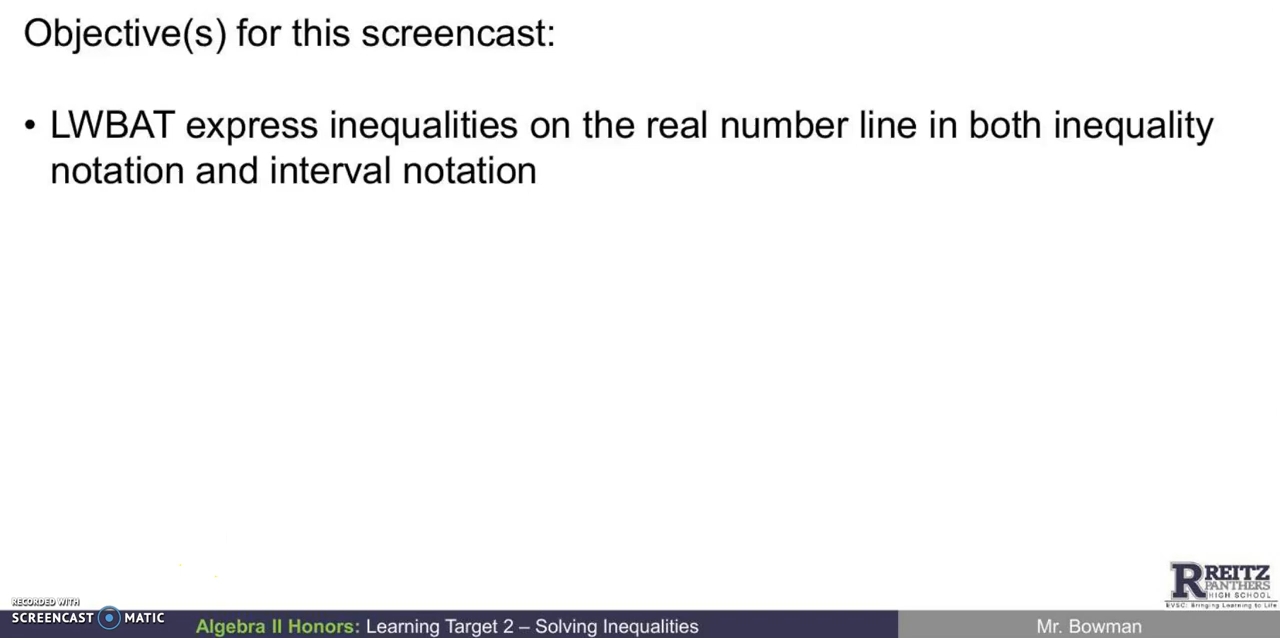 Objective(s) for this screencast:
• LWBAT express inequalities on the real number line in both inequality
notation and interval notation
REITZ
PANTHERS
HIGH SCHOOL
EVSC: Bringing Learning to Life
RECORDED WITH
SCREENCAST MATIC
Algebra II Honors: Learning Target 2 – Solving Inequalities
Mr. Bowman